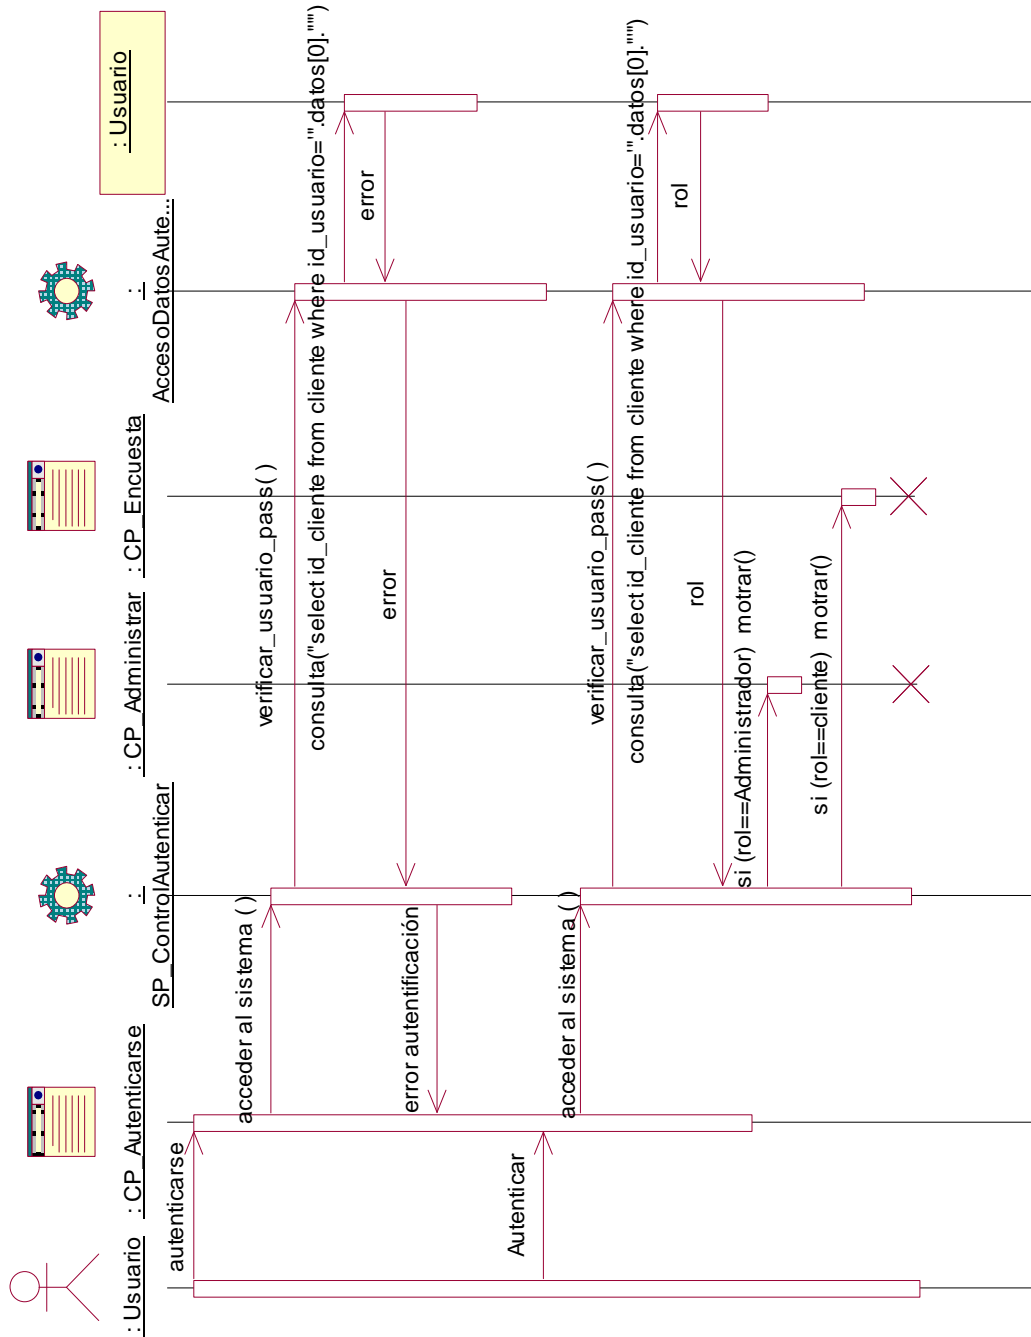 : Usuario
: CP_Autenticarse
:
SP_ControlAutenticar
: CP_Administrar
: CP_Encuesta
:
AccesoDatosAute...
: Usuario
autenticarse
acceder al sistema ( )
verificar_usuario_pass( )
consulta("select id_cliente from cliente where id_usuario='".datos[0]."'")
error
error
error autentificación
Autenticar
acceder al sistema ( )
verificar_usuario_pass( )
consulta("select id_cliente from cliente where id_usuario='".datos[0]."'")
rol
rol
si (rol==Administrador) motrar()
si (rol==cliente) motrar()